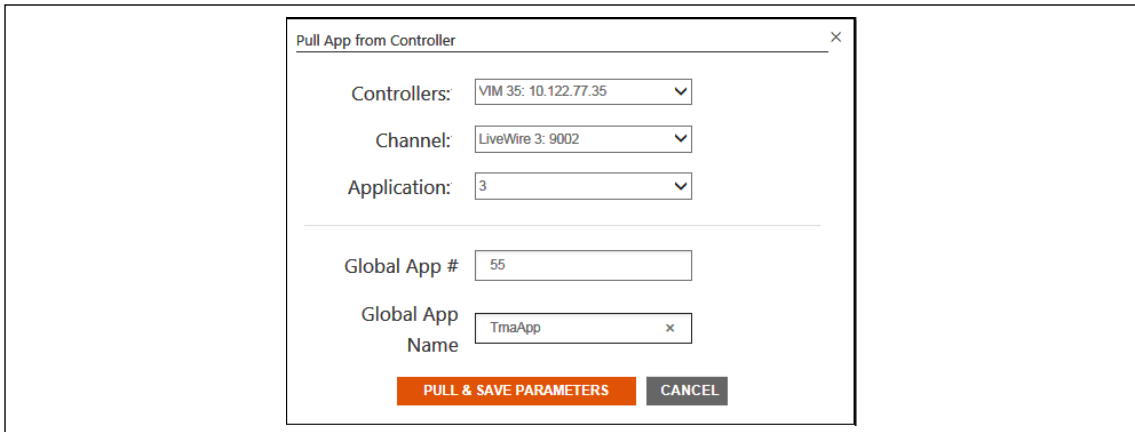 Pull App from Controller ×
Controllers: VIM 35: 10.122.77.35
Channel: LiveWire 3: 9002
Application: 3
Global App # 55
Global App
Name TmaApp ×
PULL & SAVE PARAMETERS CANCEL